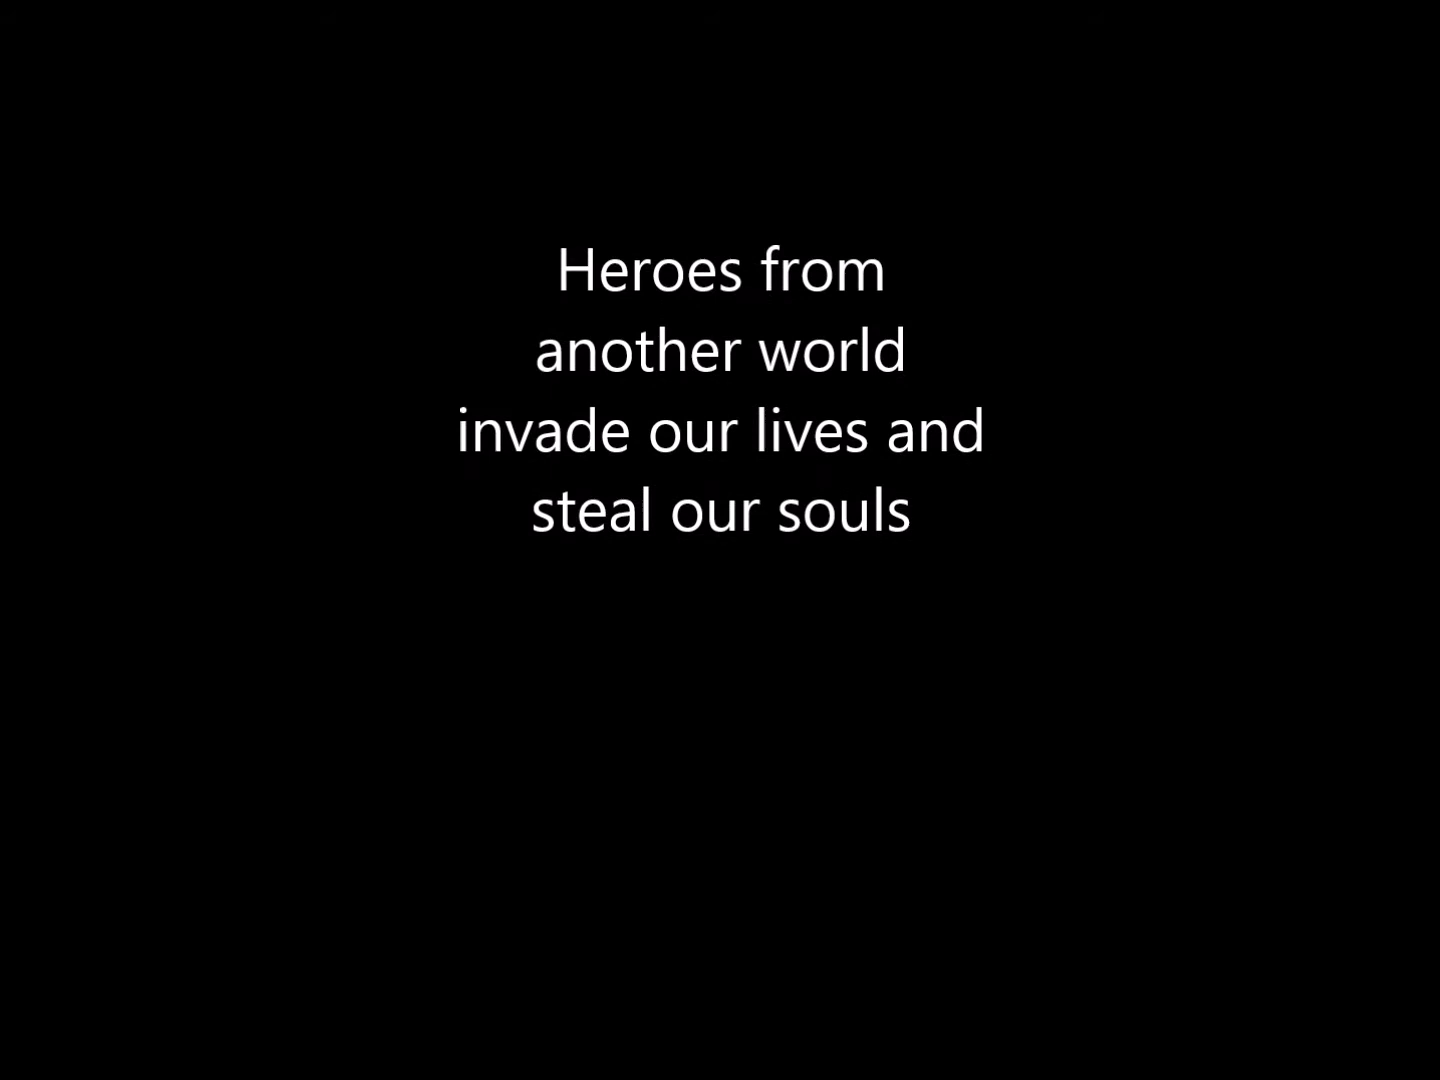 Heroes from
another world
invade our lives and
steal our souls